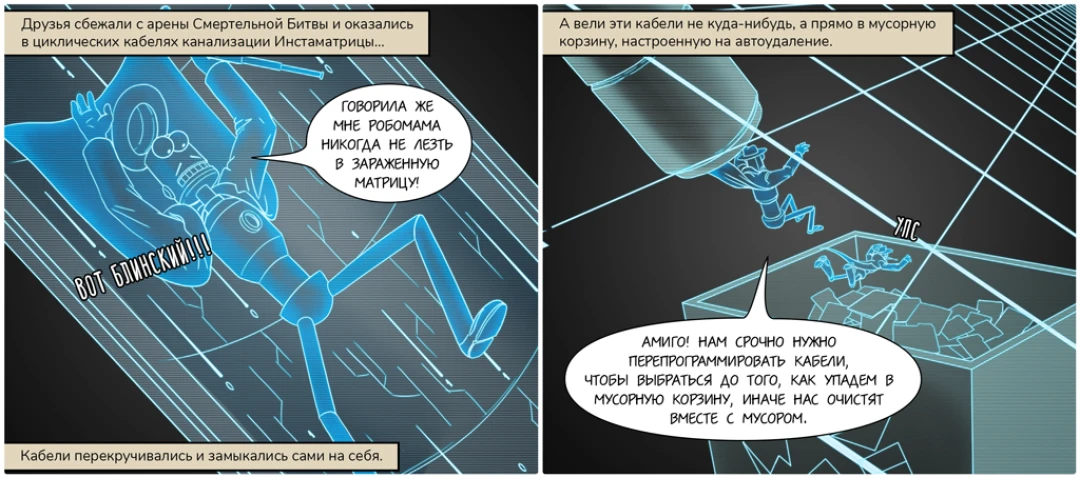 Друзья сбежали с арены Смертельной Битвы и оказались
в циклических кабелях канализации Инстаматрицы...
ГОВОРИЛА ЖЕ
МНЕ РОБОМАМА
НИКОГДА НЕ ЛЕЗТЬ
В ЗАРАЖЕННУЮ
МАТРИЦУ!
ВОТ БЛИНСКИЙ!!!
Кабели перекручивались и замыкались сами на себя.
А вели эти кабели не куда-нибудь, а прямо в мусорную
корзину, настроенную на автоудаление.
УПС
АМИГО! НАМ СРОЧНО НУЖНО
ПЕРЕПРОГРАММИРОВАТЬ КАБЕЛИ,
ЧТОБЫ ВЫБРАТЬСЯ ДО ТОГО, КАК УПАДЕМ В
МУСОРНУЮ КОРЗИНУ, ИНАЧЕ НАС ОЧИСТЯТ
ВМЕСТЕ С МУСОРОМ.